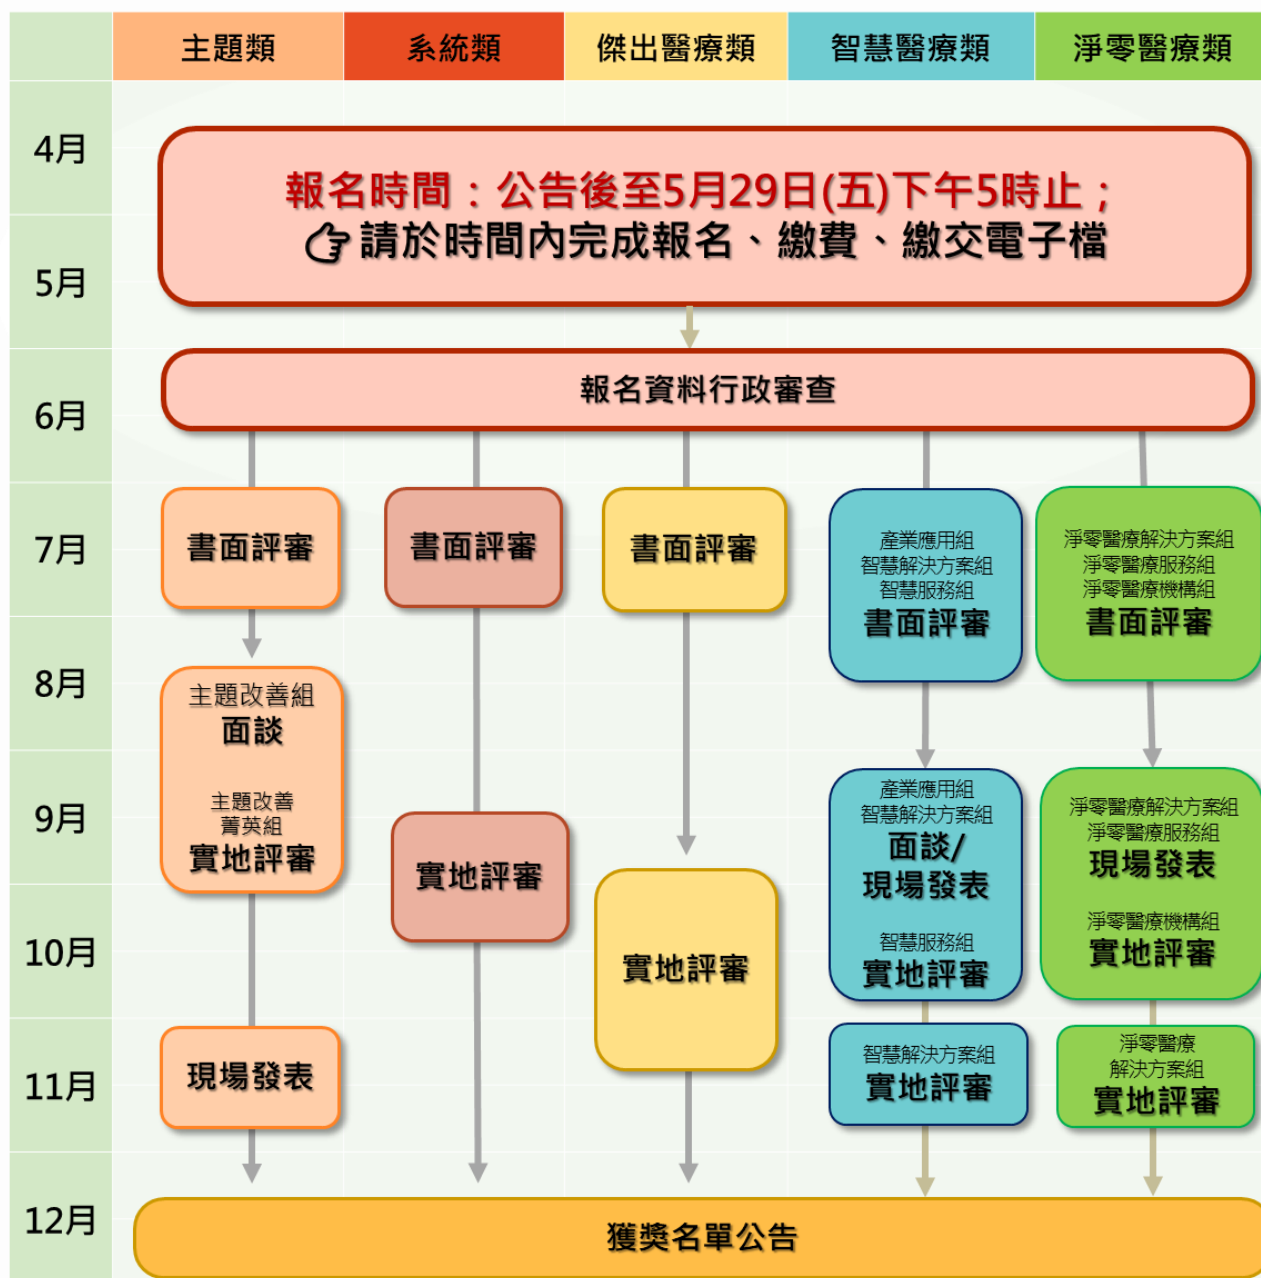 主題類
系統類
傑出醫療類
智慧醫療類
淨零醫療類
4月
報名時間：公告後至5月29日(五)下午5時止；
請於時間內完成報名、繳費、繳交電子檔
5月
6月
報名資料行政審查
7月
書面評審
書面評審
書面評審
產業應用組
智慧解決方案組
智慧服務組
書面評審
淨零醫療解決方案組
淨零醫療服務組
淨零醫療機構組
書面評審
8月
主題改善組
面談
主題改善
菁英組
實地評審
9月
實地評審
實地評審
產業應用組
智慧解決方案組
面談/
現場發表
智慧服務組
實地評審
淨零醫療解決方案組
淨零醫療服務組
現場發表
淨零醫療機構組
實地評審
10月
11月
現場發表
智慧解決方案組
實地評審
淨零醫療
解決方案組
實地評審
12月
獲獎名單公告